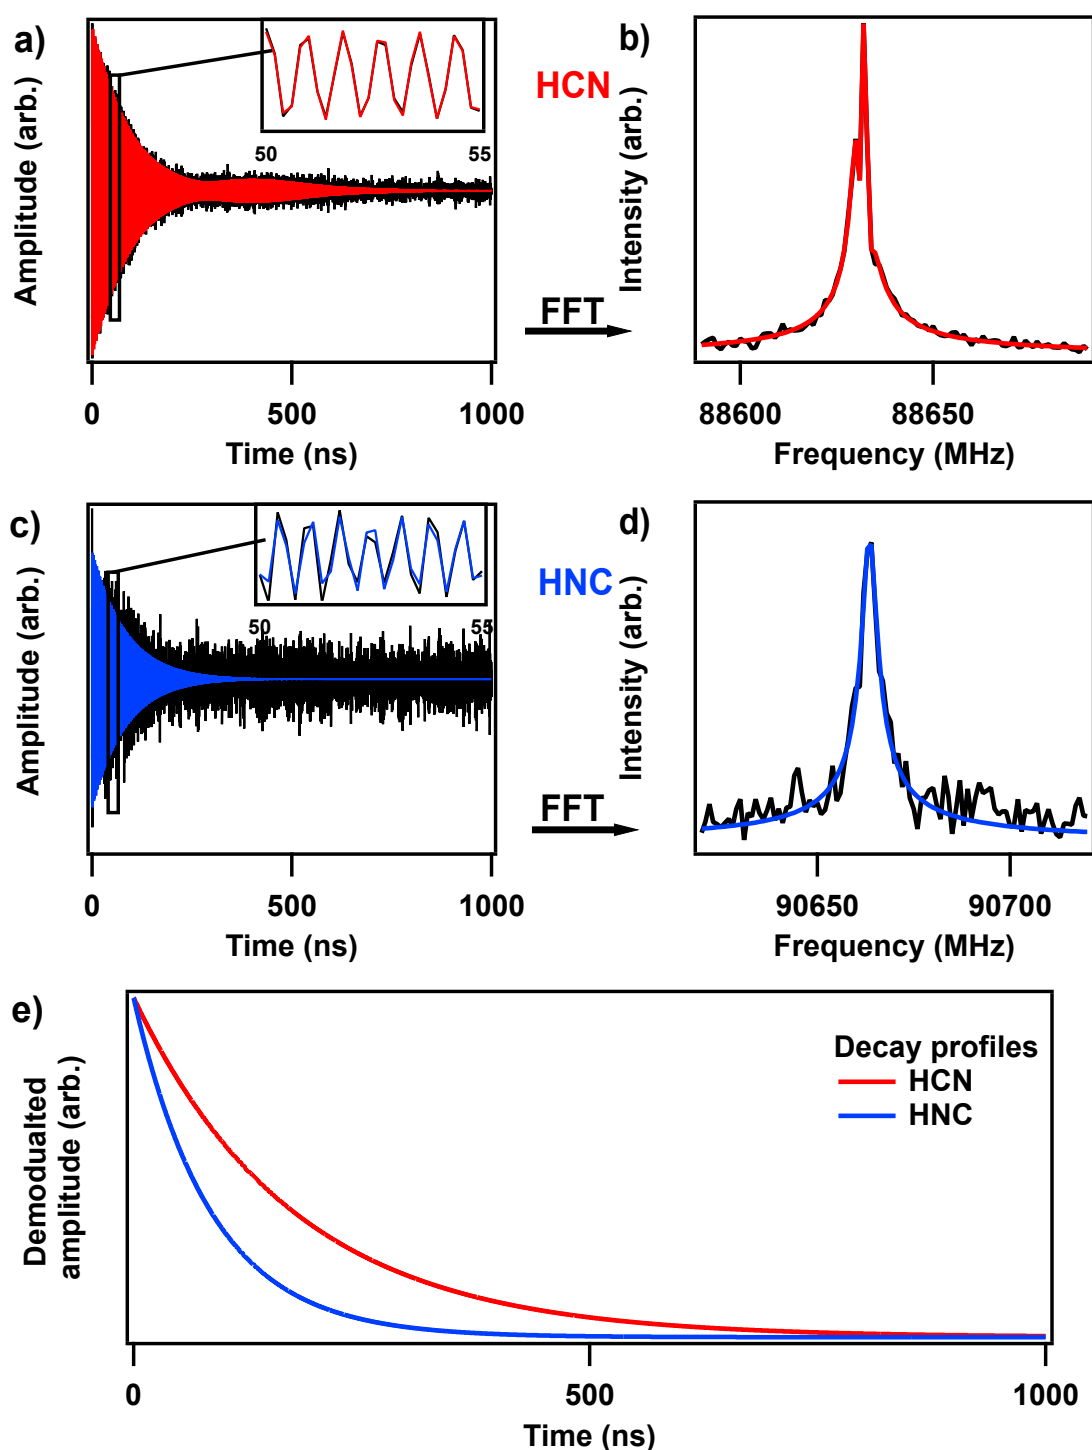 a)
Amplitude (arb.)
50
55
0
500
1000
Time (ns)
HCN
FFT
b)
Intensity (arb.)
88600
88650
Frequency (MHz)
c)
Amplitude (arb.)
50
55
0
500
1000
Time (ns)
HNC
FFT
d)
Intensity (arb.)
90650
90700
Frequency (MHz)
e)
Demodualted
amplitude (arb.)
Decay profiles
HCN
HNC
0
500
1000
Time (ns)